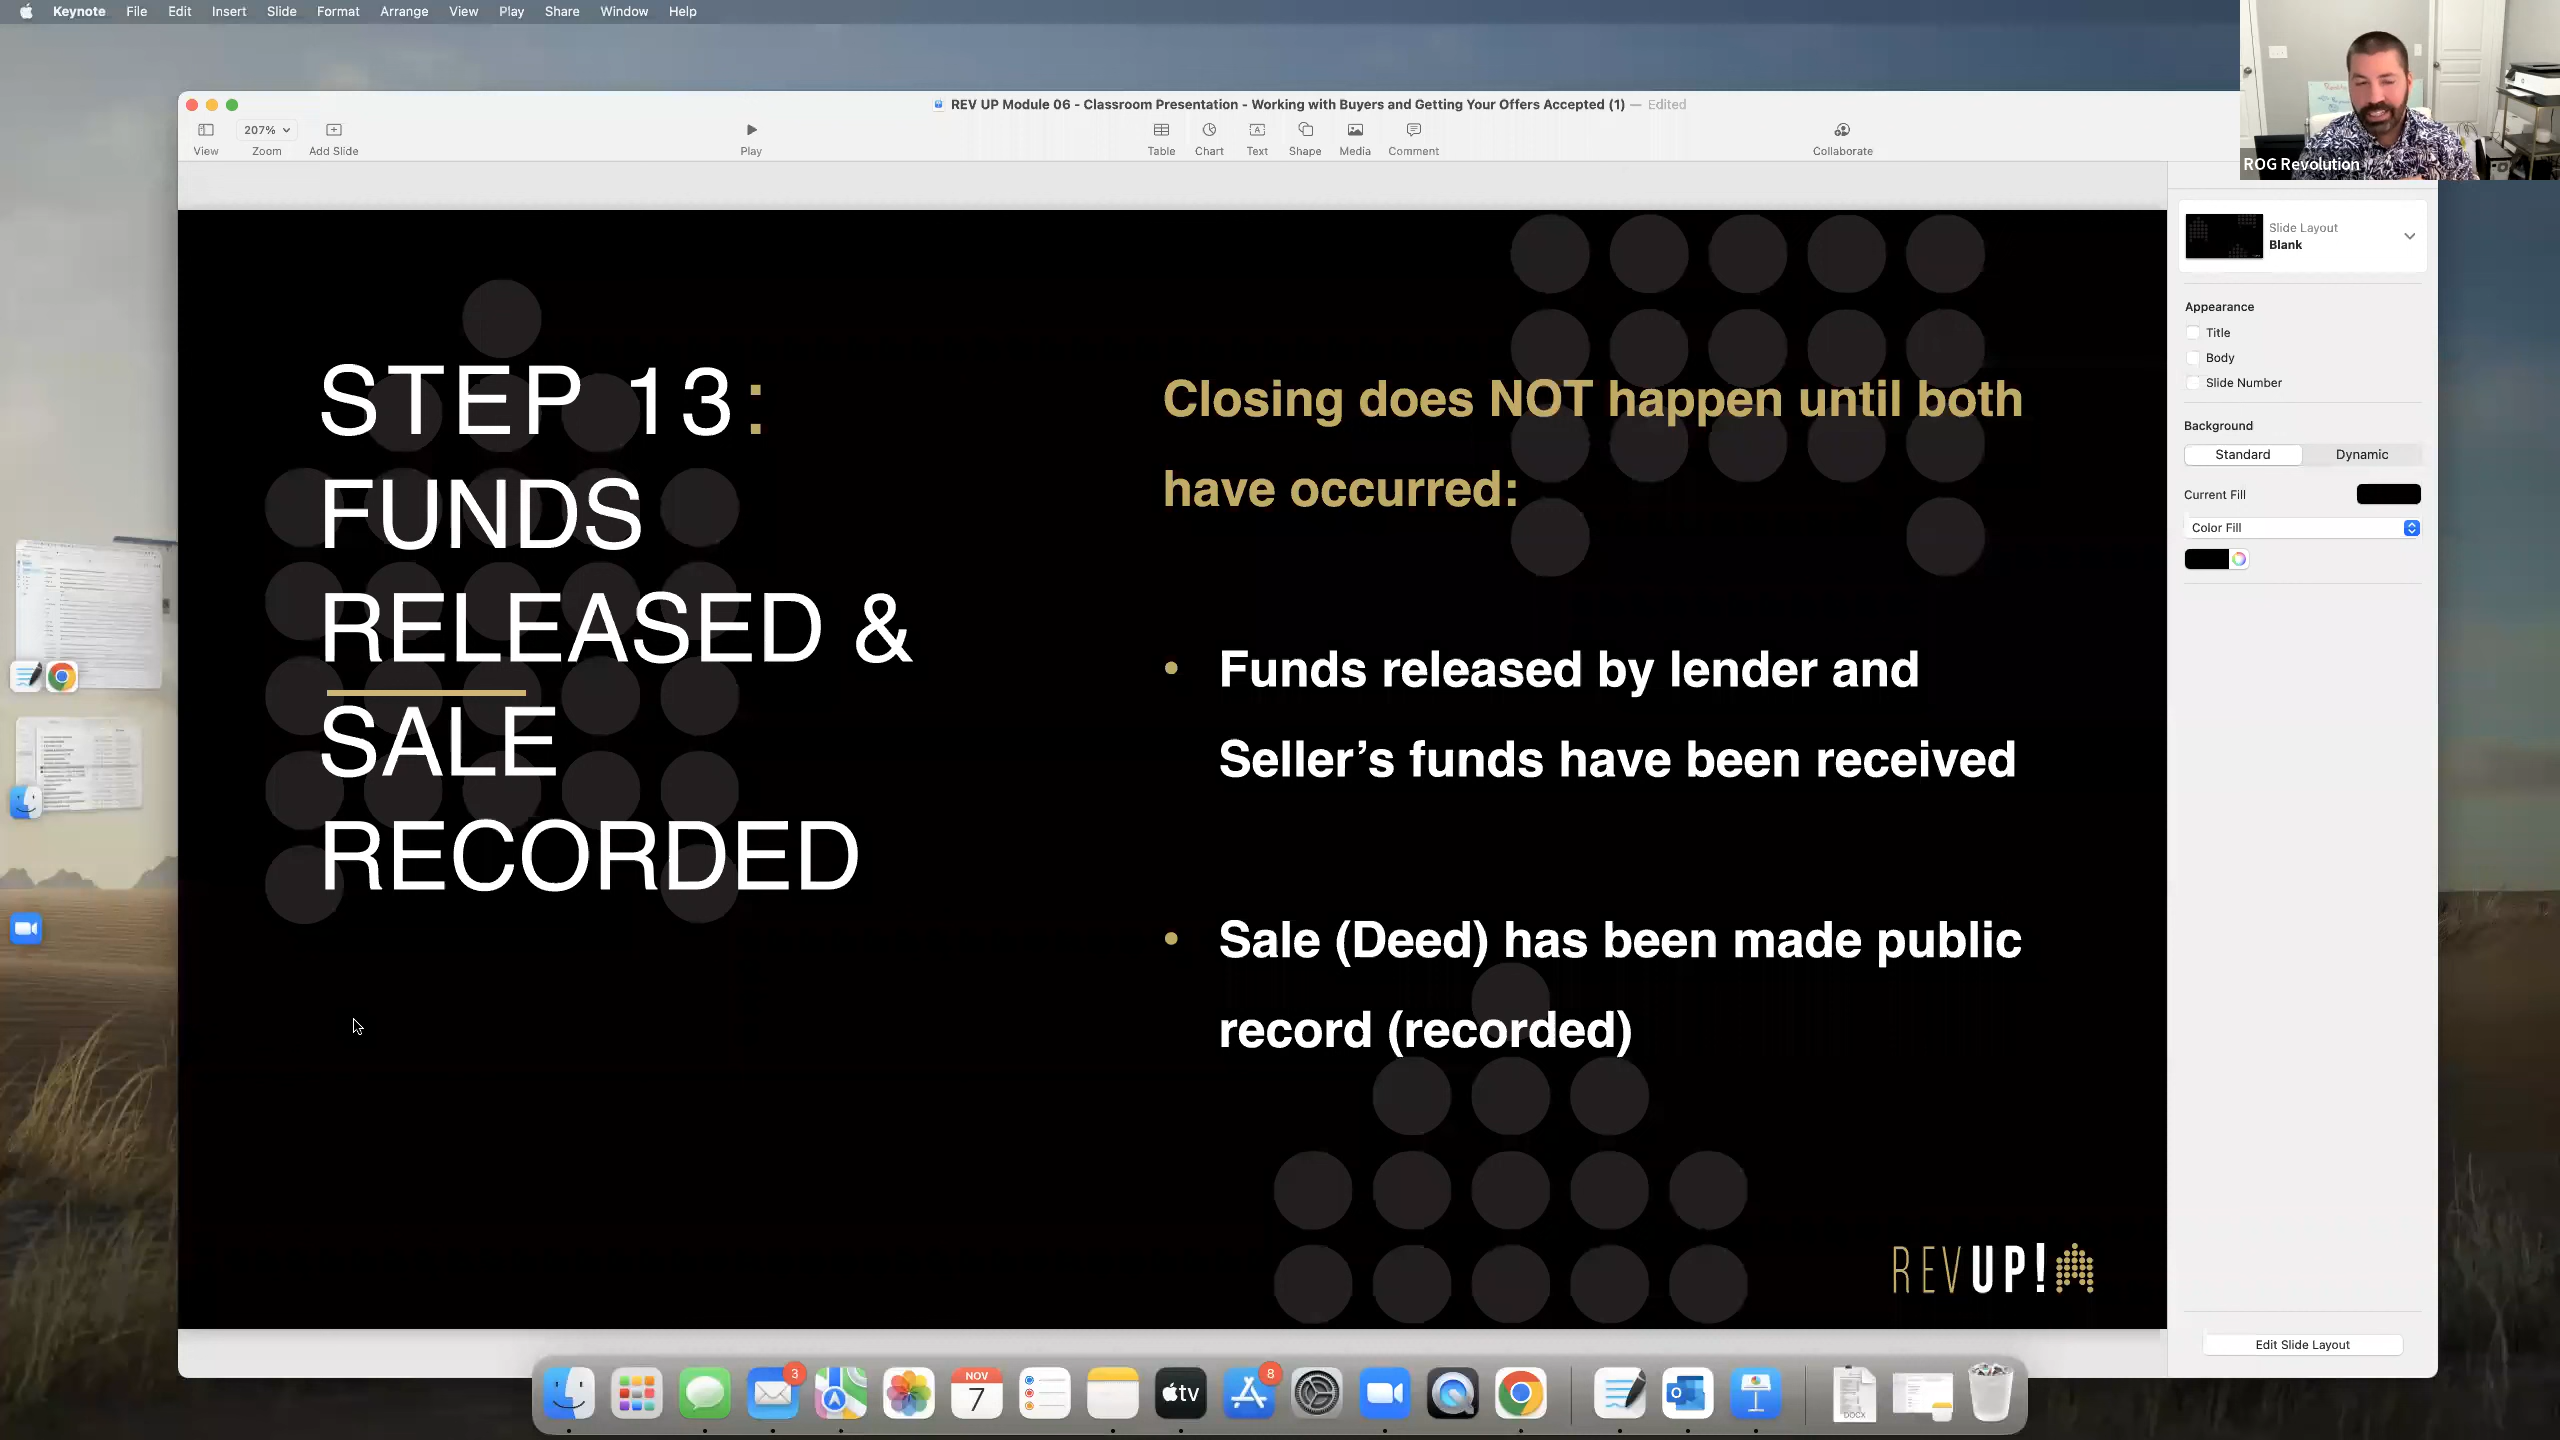 Keynote File Edit Insert Slide Format Arrange View Play Share Window Help
REV UP Module 06 - Classroom Presentation - Working with Buyers and Getting Your Offers Accepted (1) — Edited
207%
View Zoom Add Slide Play Table Chart Text Shape Media Comment Collaborate
ROG Revolution
STEP 13:
FUNDS
RELEASED &
SALE
RECORDED
Closing does NOT happen until both
have occurred:
• Funds released by lender and
Seller’s funds have been received
• Sale (Deed) has been made public
record (recorded)
REVUP!
Slide Layout
Blank
Appearance
Title
Body
Slide Number
Background
Standard Dynamic
Current Fill
Color Fill
Edit Slide Layout
3
NOV
7
tv
8
DOCX